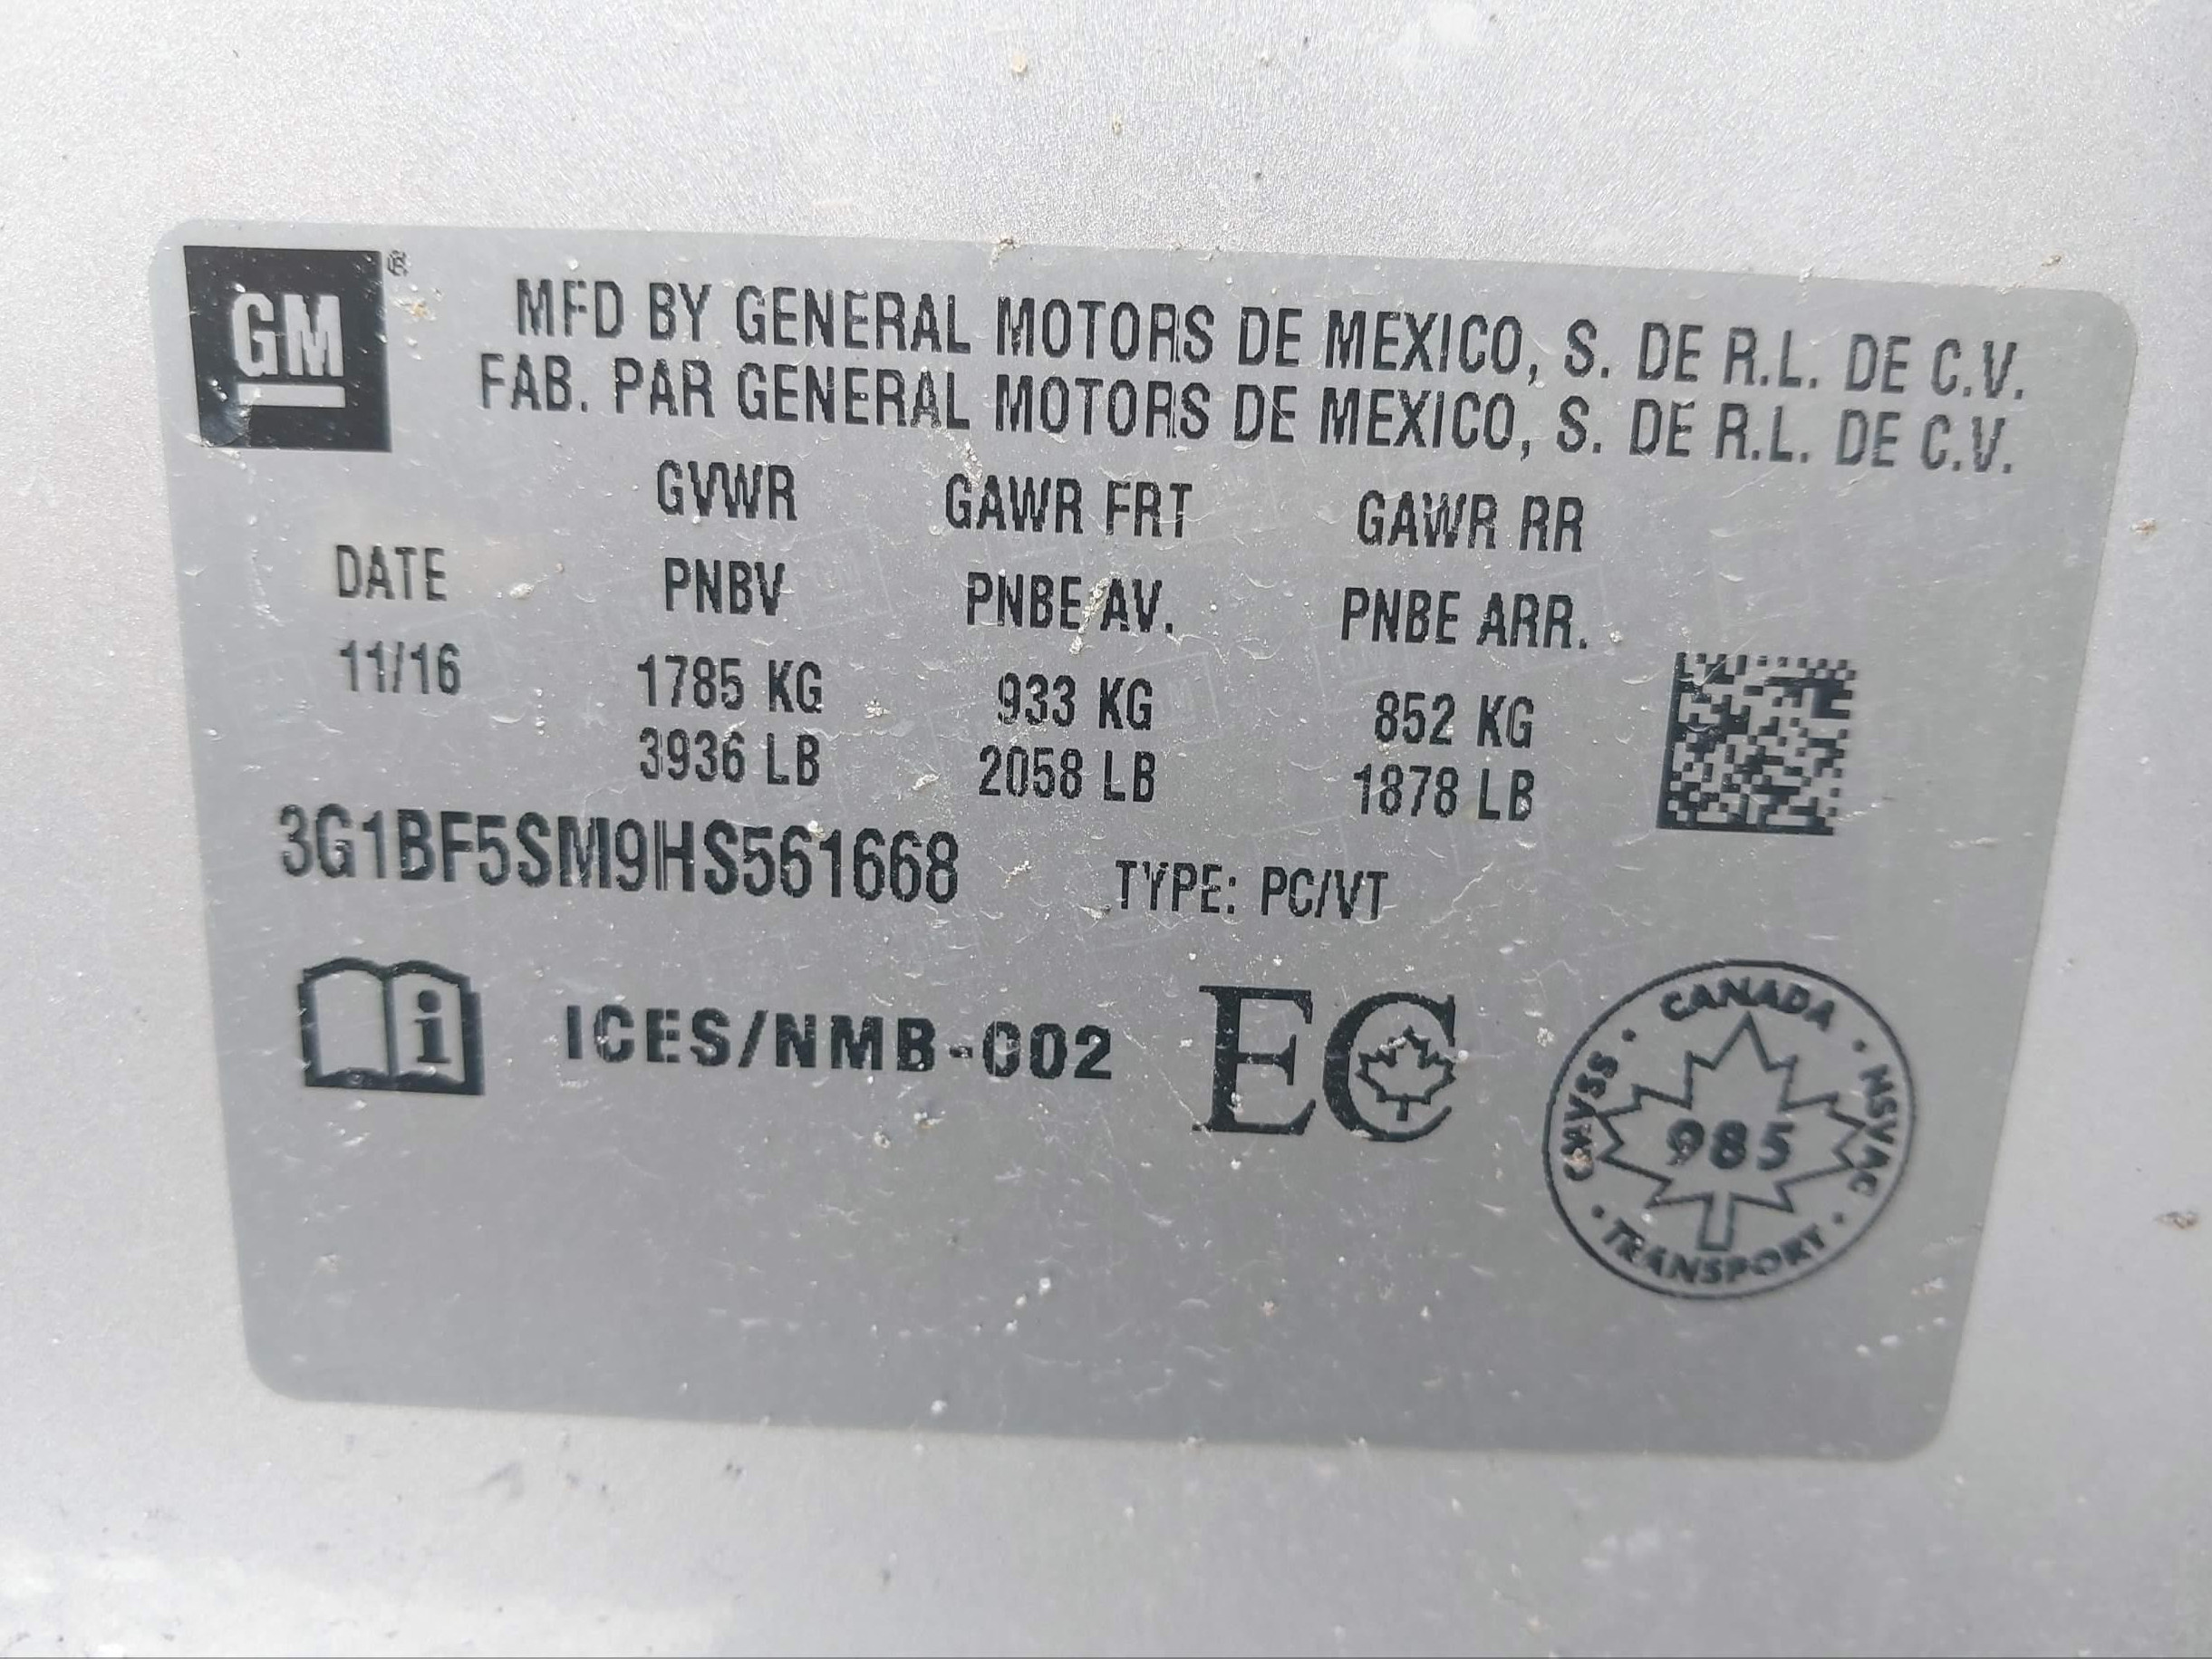 GM ®
MFD BY GENERAL MOTORS DE MEXICO, S. DE R.L. DE C.V.
FAB. PAR GENERAL MOTORS DE MEXICO, S. DE R.L. DE C.V.
GVWR GAWR FRT GAWR RR
DATE PNBV PNBE AV. PNBE ARR.
11/16 1785 KG 933 KG 852 KG
3936 LB 2058 LB 1878 LB
3G1BF5SM9HS561668 TYPE: PC/VT
i ICES/NMB-002 EC
CANADA · NSVAC · TRANSPORT · CMVSS ·
985